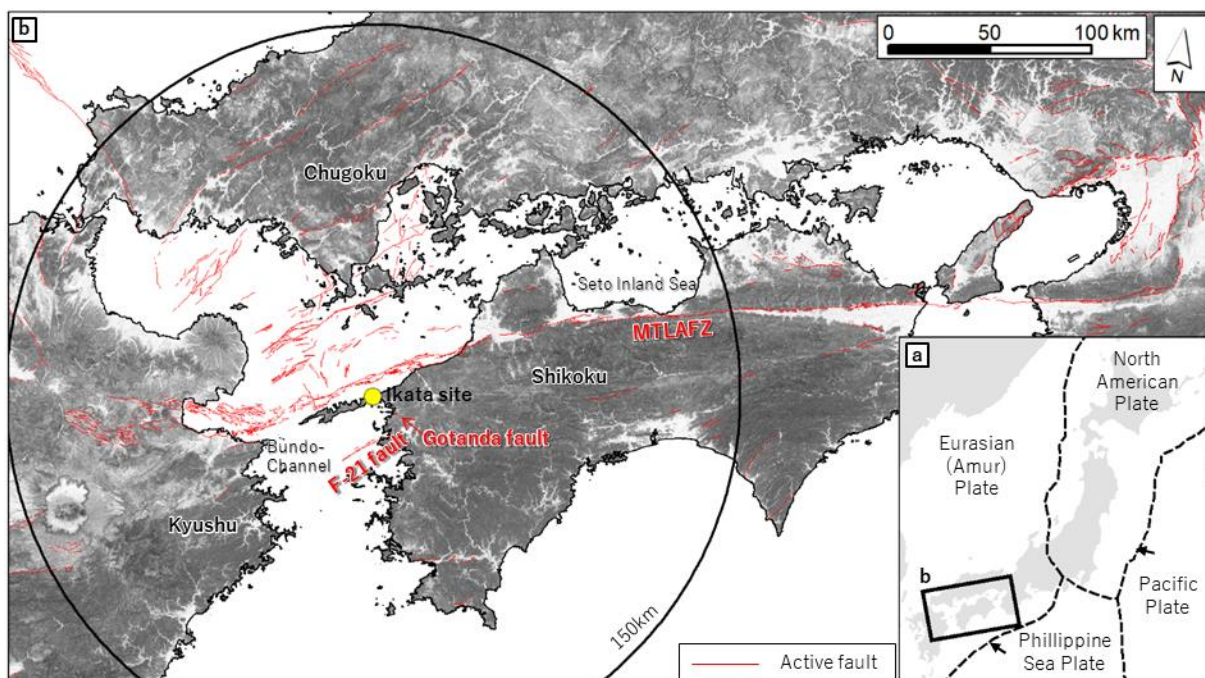 b
0 50 100 km
N
Chugoku
Seto Inland Sea
MTLAFZ
Shikoku
Ikata site
Gotanda fault
F-21 fault
Bundo-
Channel
Kyushu
150km
Active fault
a
North
American
Plate
Eurasian
(Amur)
Plate
b
Pacific
Plate
Phillippine
Sea Plate